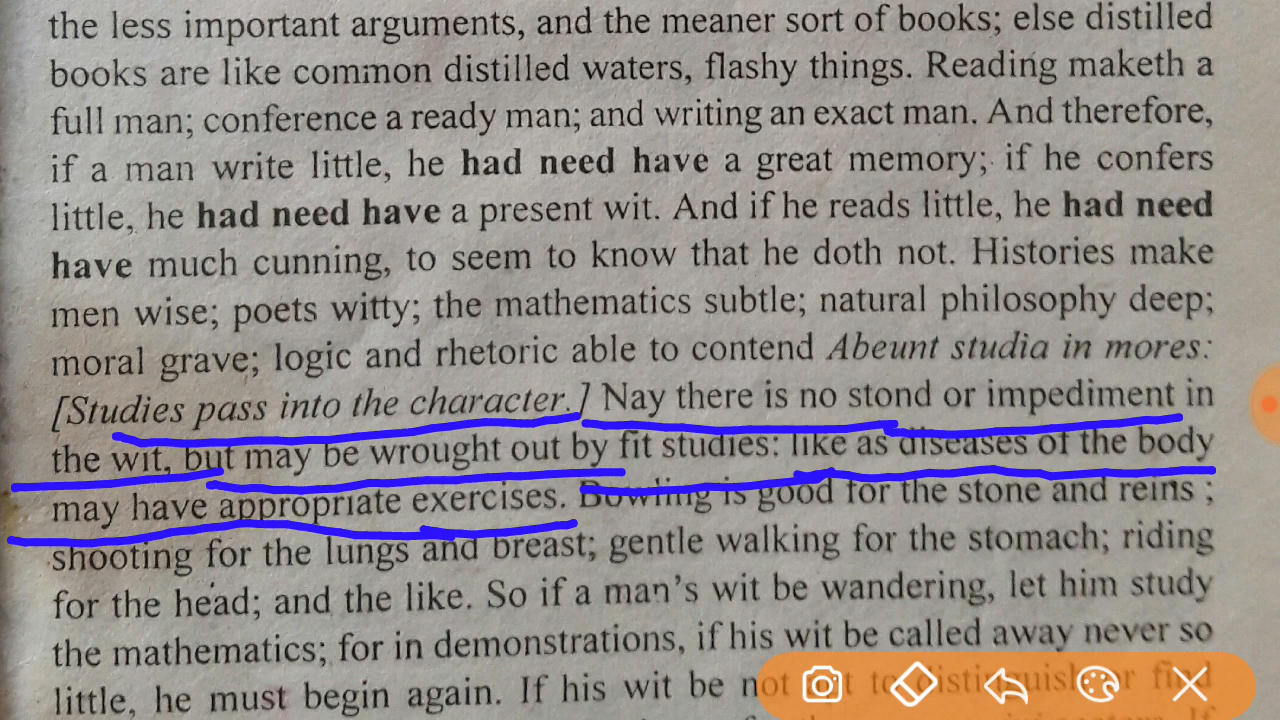 the less important arguments, and the meaner sort of books; else distilled
books are like common distilled waters, flashy things. Reading maketh a
full man; conference a ready man; and writing an exact man. And therefore,
if a man write little, he had need have a great memory; if he confers
little, he had need have a present wit. And if he reads little, he had need
have much cunning, to seem to know that he doth not. Histories make
men wise; poets witty; the mathematics subtle; natural philosophy deep;
moral grave; logic and rhetoric able to contend Abeunt studia in mores:
[Studies pass into the character.] Nay there is no stond or impediment in
the wit, but may be wrought out by fit studies: like as diseases of the body
may have appropriate exercises. Bowling is good for the stone and reins ;
shooting for the lungs and breast; gentle walking for the stomach; riding
for the head; and the like. So if a man's wit be wandering, let him study
the mathematics; for in demonstrations, if his wit be called away never so
little, he must begin again. If his wit be not to distinguish or find